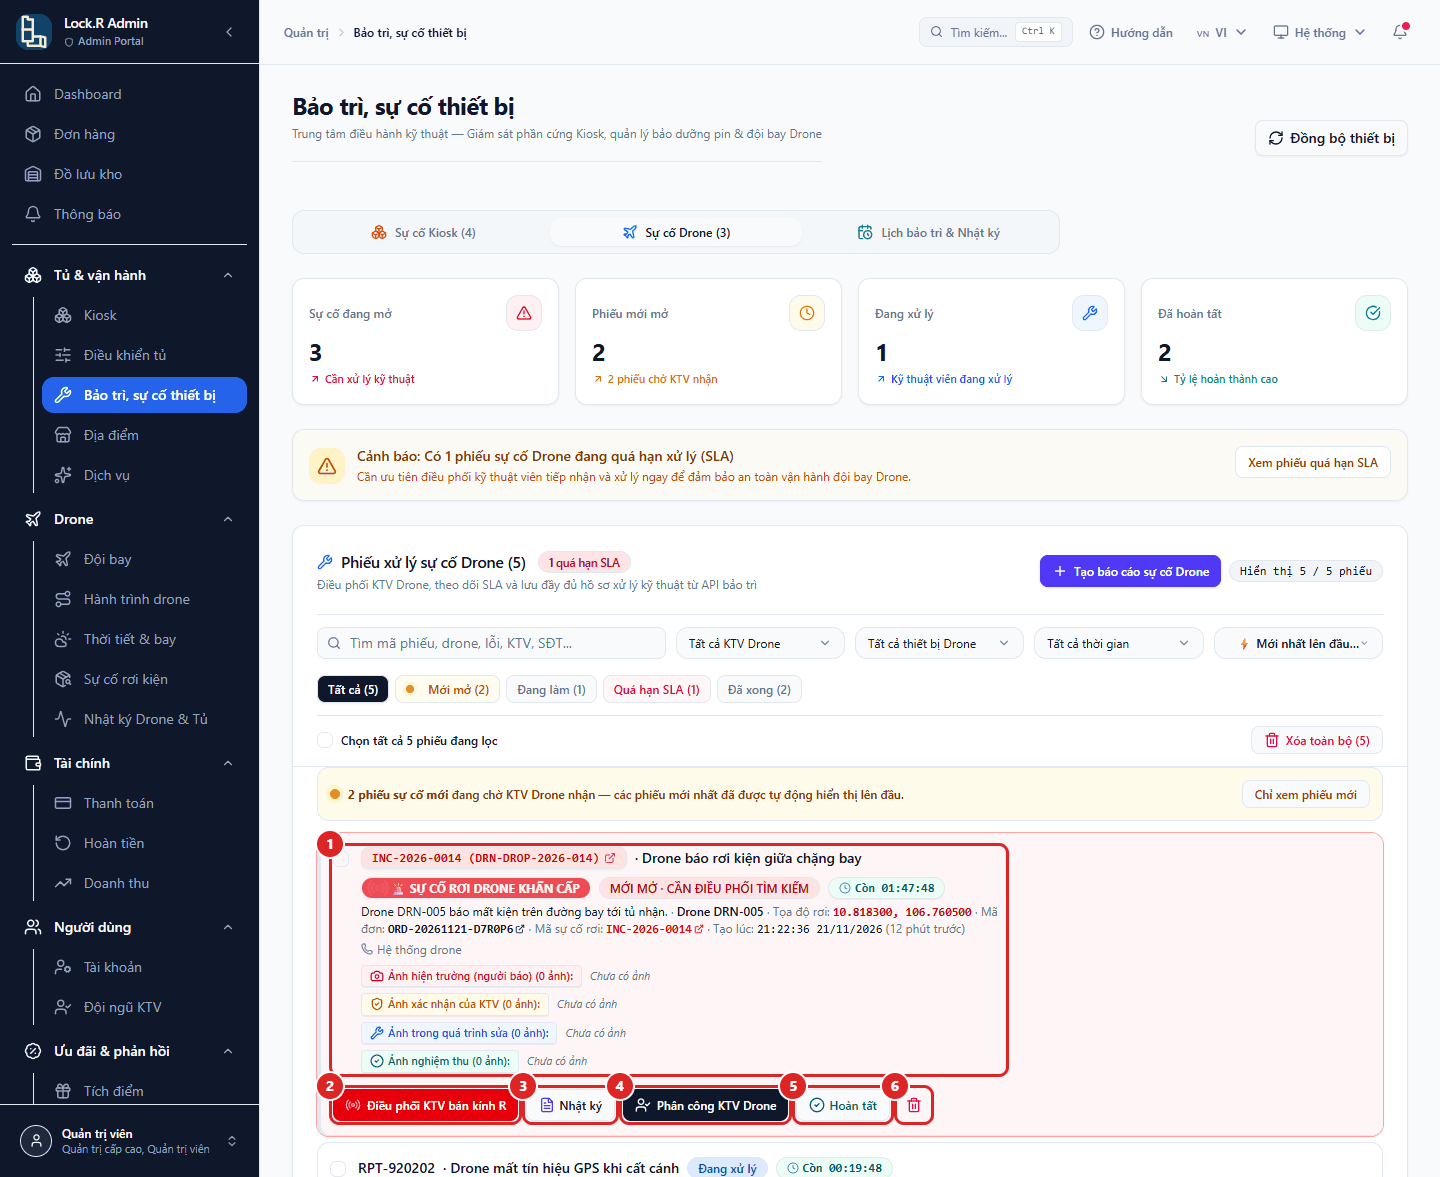 Lock.R Admin
Admin Portal
Dashboard
Đơn hàng
Đồ lưu kho
Thông báo
Tủ & vận hành
Kiosk
Điều khiển tủ
Bảo trì, sự cố thiết bị
Địa điểm
Dịch vụ
Drone
Đội bay
Hành trình drone
Thời tiết & bay
Sự cố rơi kiện
Nhật ký Drone & Tủ
Tài chính
Thanh toán
Hoàn tiền
Doanh thu
Người dùng
Tài khoản
Đội ngũ KTV
Ưu đãi & phản hồi
Tích điểm
Quản trị viên
Quản trị cấp cao, Quản trị viên
Quản trị > Bảo trì, sự cố thiết bị
Tìm kiếm... Ctrl K
Hướng dẫn
VN VI
Hệ thống
Bảo trì, sự cố thiết bị
Trung tâm điều hành kỹ thuật — Giám sát phần cứng Kiosk, quản lý bảo dưỡng pin & đội bay Drone
Đồng bộ thiết bị
Sự cố Kiosk (4)
Sự cố Drone (3)
Lịch bảo trì & Nhật ký
Sự cố đang mở
3
Cần xử lý kỹ thuật
Phiếu mới mở
2
2 phiếu chờ KTV nhận
Đang xử lý
1
Kỹ thuật viên đang xử lý
Đã hoàn tất
2
Tỷ lệ hoàn thành cao
Cảnh báo: Có 1 phiếu sự cố Drone đang quá hạn xử lý (SLA)
Cần ưu tiên điều phối kỹ thuật viên tiếp nhận và xử lý ngay để đảm bảo an toàn vận hành đội bay Drone.
Xem phiếu quá hạn SLA
Phiếu xử lý sự cố Drone (5) 1 quá hạn SLA
Điều phối KTV Drone, theo dõi SLA và lưu đầy đủ hồ sơ xử lý kỹ thuật từ API bảo trì
+ Tạo báo cáo sự cố Drone
Hiển thị 5 / 5 phiếu
Tìm mã phiếu, drone, lỗi, KTV, SĐT...
Tất cả KTV Drone
Tất cả thiết bị Drone
Tất cả thời gian
Mới nhất lên đầu...
Tất cả (5)
Mới mở (2)
Đang làm (1)
Quá hạn SLA (1)
Đã xong (2)
Chọn tất cả 5 phiếu đang lọc
Xóa toàn bộ (5)
2 phiếu sự cố mới đang chờ KTV Drone nhận — các phiếu mới nhất đã được tự động hiển thị lên đầu.
Chỉ xem phiếu mới
1
INC-2026-0014 (DRN-DROP-2026-014) · Drone báo rơi kiện giữa chặng bay
SỰ CỐ RƠI DRONE KHẨN CẤP
MỚI MỞ · CẦN ĐIỀU PHỐI TÌM KIẾM
Còn 01:47:48
Drone DRN-005 báo mất kiện trên đường bay tới tủ nhận. · Drone DRN-005 · Tọa độ rơi: 10.818300, 106.760500 · Mã
đơn: ORD-20261121-D7R0P6 · Mã sự cố rơi: INC-2026-0014 · Tạo lúc: 21:22:36 21/11/2026 (12 phút trước)
Hệ thống drone
Ảnh hiện trường (người báo) (0 ảnh): Chưa có ảnh
Ảnh xác nhận của KTV (0 ảnh): Chưa có ảnh
Ảnh trong quá trình sửa (0 ảnh): Chưa có ảnh
Ảnh nghiệm thu (0 ảnh): Chưa có ảnh
2 3 4 5 6
Điều phối KTV bán kính R
Nhật ký
Phân công KTV Drone
Hoàn tất
RPT-920202 · Drone mất tín hiệu GPS khi cất cánh
Đang xử lý
Còn 00:19:48